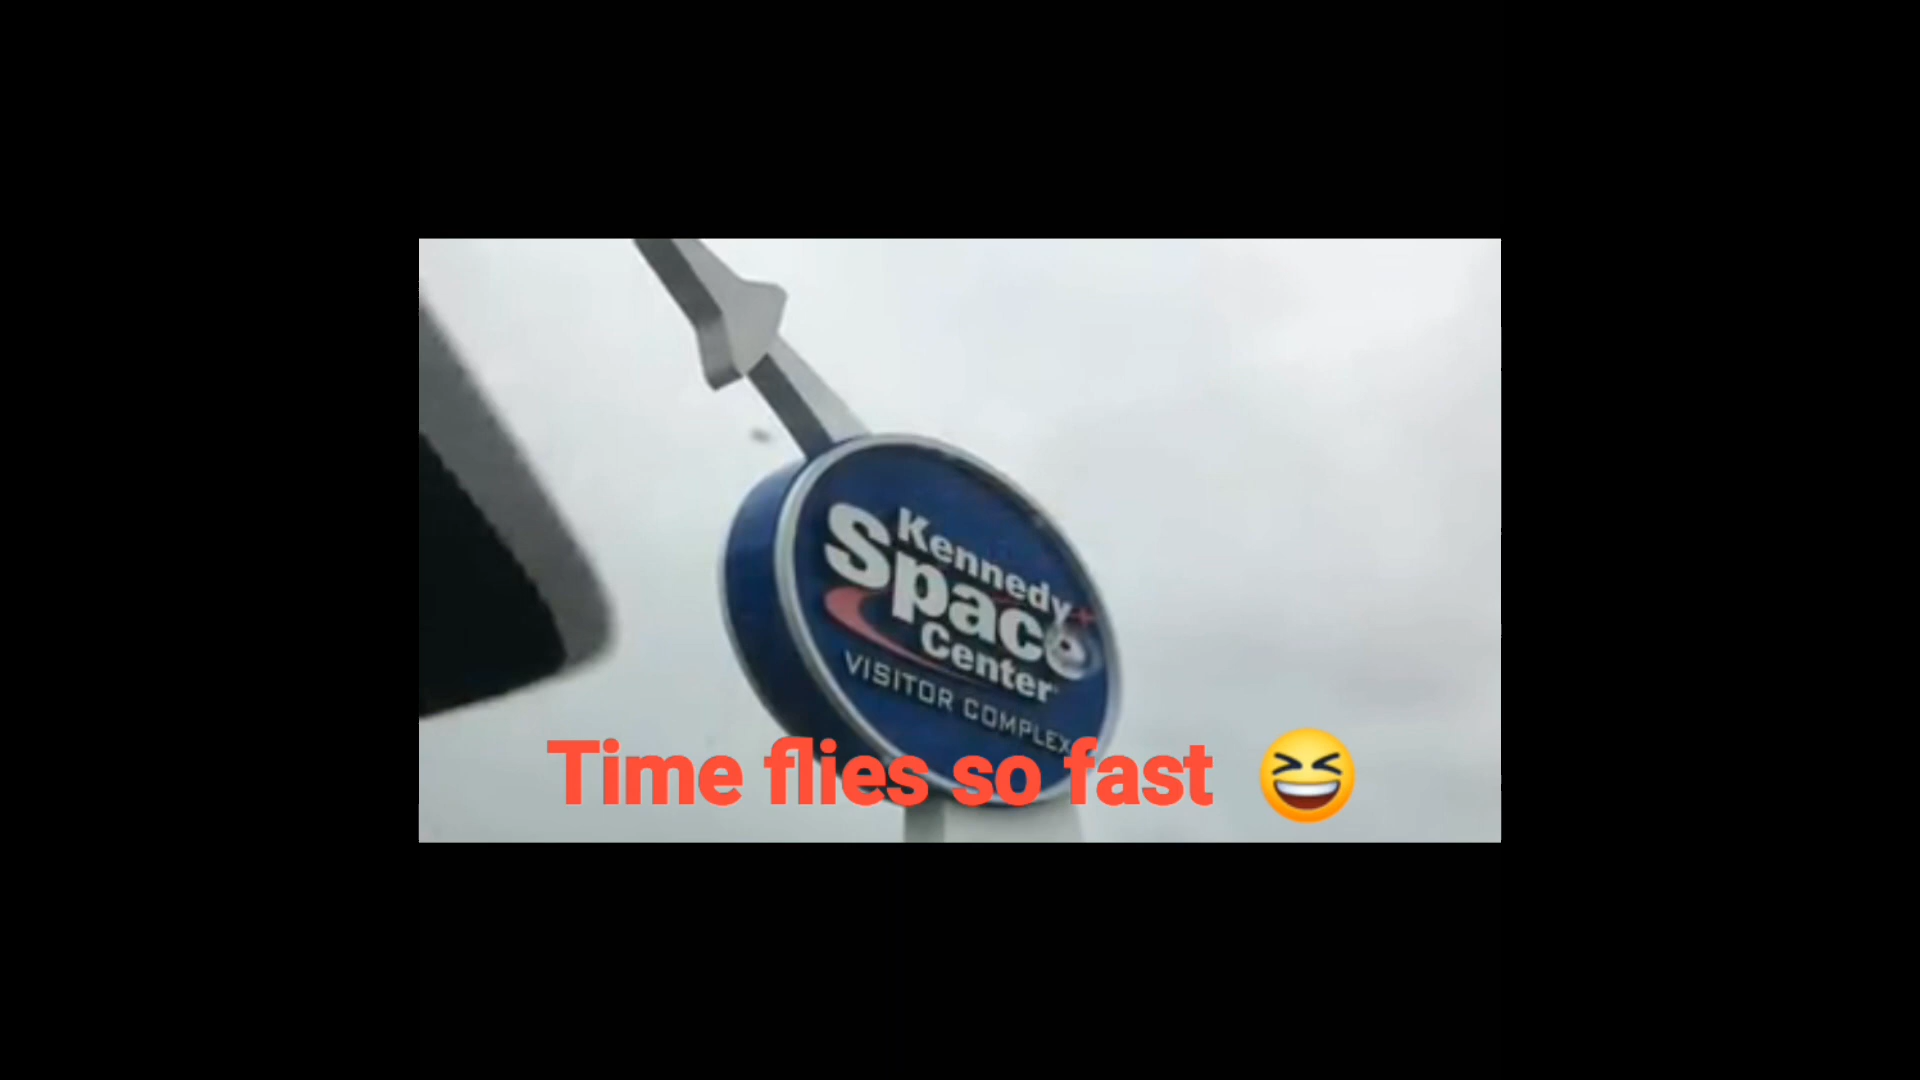 Kennedy
Space
Center
VISITOR COMPLEX
Time flies so fast 😆